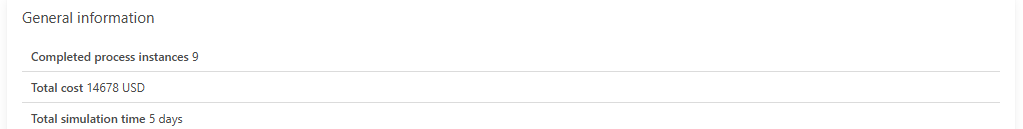 General information
Completed process instances 9
Total cost 14678 USD
Total simulation time 5 days